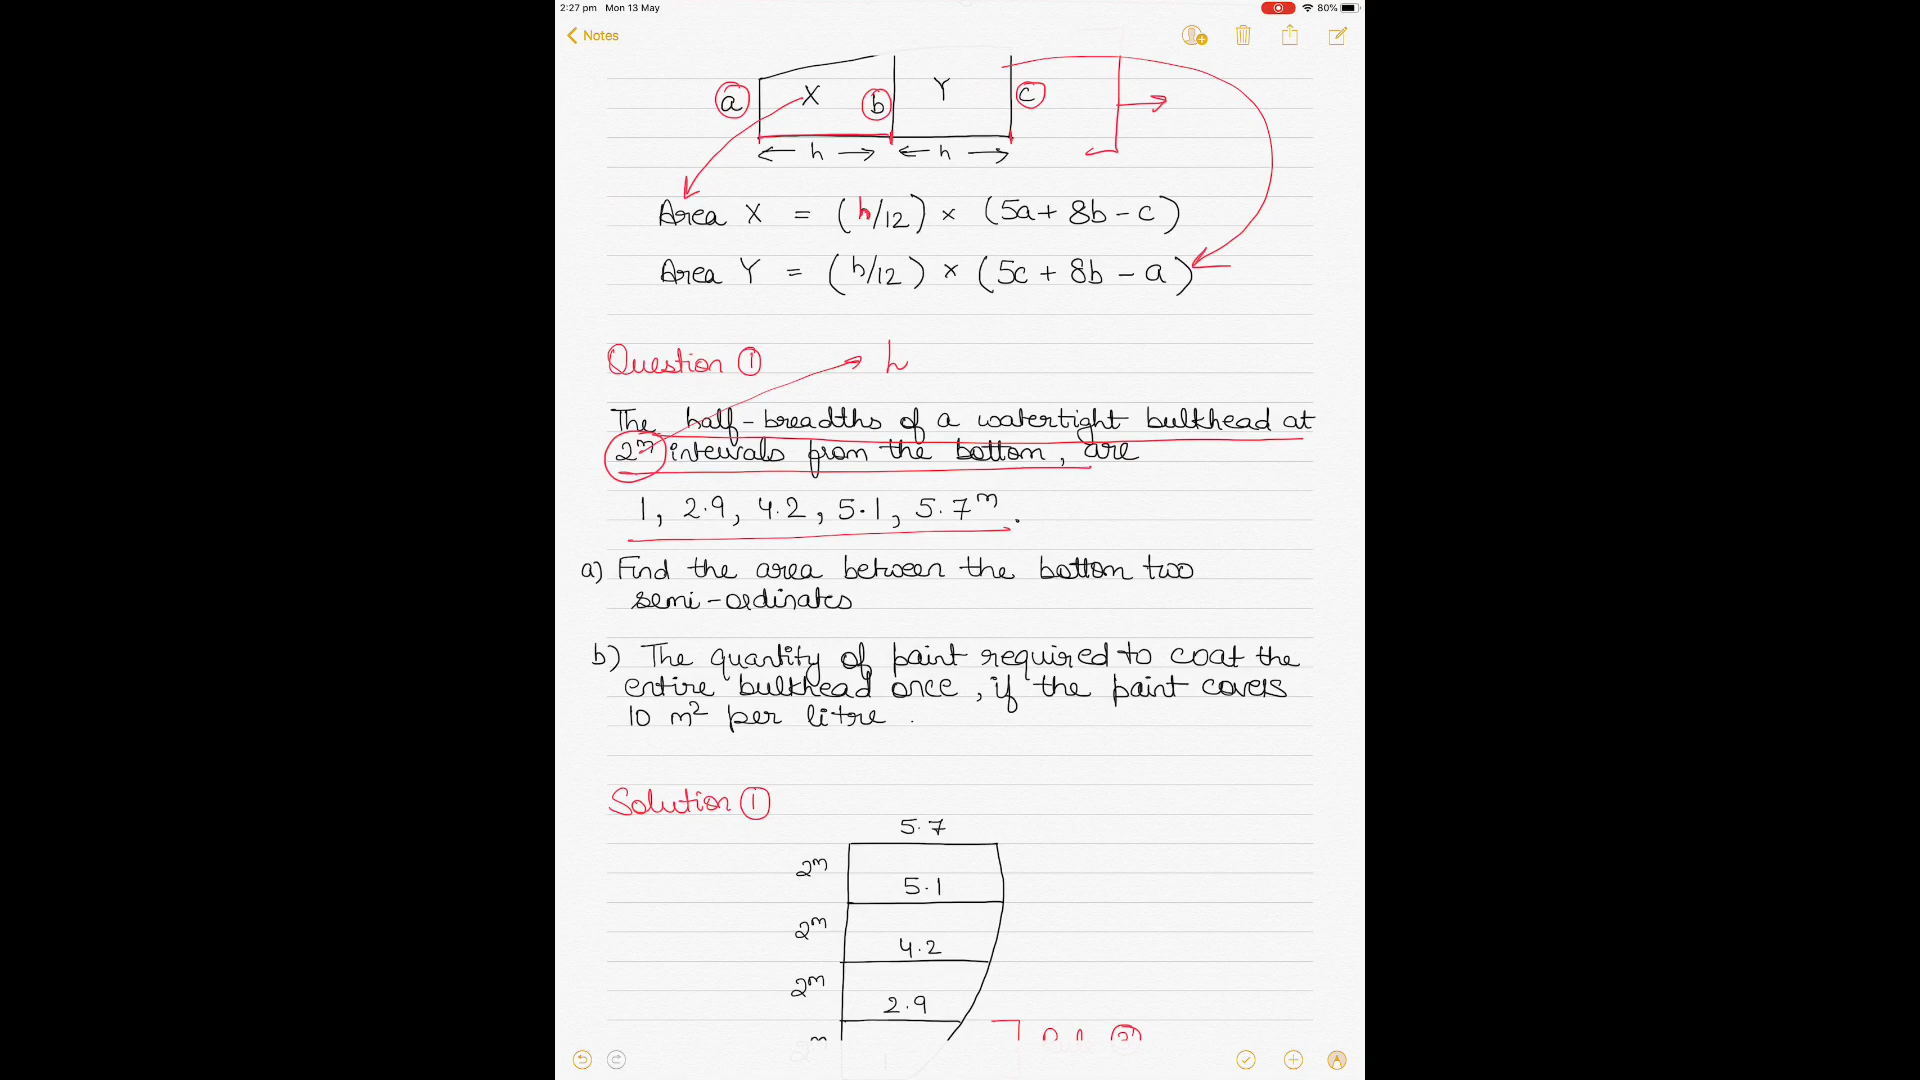 2:27 pm Mon 13 May
80%
Notes
a X b Y c
h h
Area X = (h/12) × (5a + 8b - c)
Area Y = (h/12) × (5c + 8b - a)
Question 1 h
The half-breadths of a watertight bulkhead at
2m intervals from the bottom, are
1, 2.9, 4.2, 5.1, 5.7m.
a) Find the area between the bottom two
semi-ordinates
b) The quantity of paint required to coat the
entire bulkhead once, if the paint covers
10 m² per litre.
Solution 1
5.7
2m
5.1
2m
4.2
2m
2.9